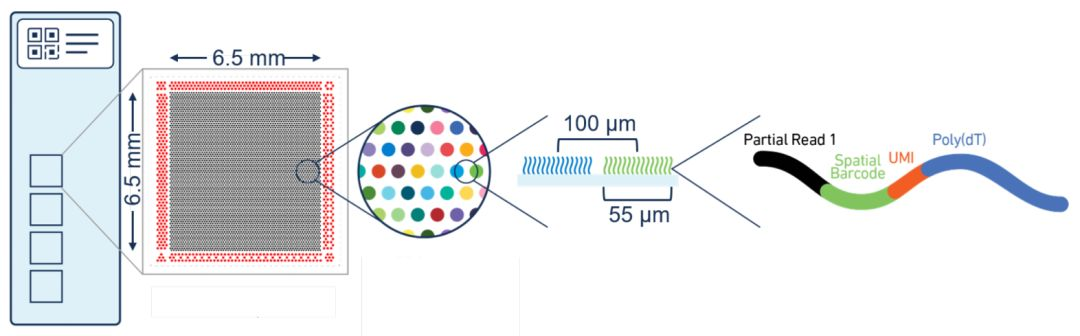 6.5 mm
6.5 mm
100 µm
55 µm
Partial Read 1
Spatial
Barcode
UMI
Poly(dT)